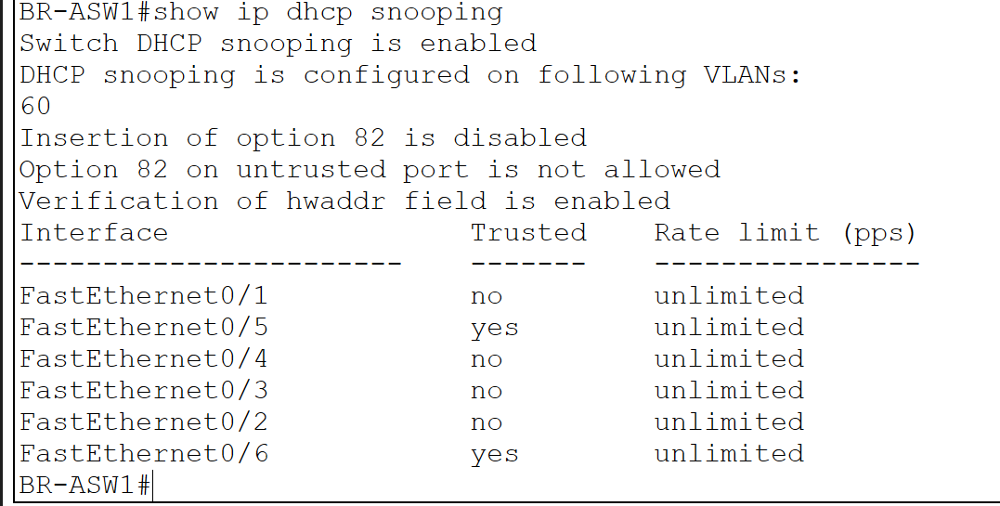 BR-ASW1#show ip dhcp snooping
Switch DHCP snooping is enabled
DHCP snooping is configured on following VLANs:
60
Insertion of option 82 is disabled
Option 82 on untrusted port is not allowed
Verification of hwaddr field is enabled
Interface Trusted Rate limit (pps)
----------------------- ------- ----------------
FastEthernet0/1 no unlimited
FastEthernet0/5 yes unlimited
FastEthernet0/4 no unlimited
FastEthernet0/3 no unlimited
FastEthernet0/2 no unlimited
FastEthernet0/6 yes unlimited
BR-ASW1#